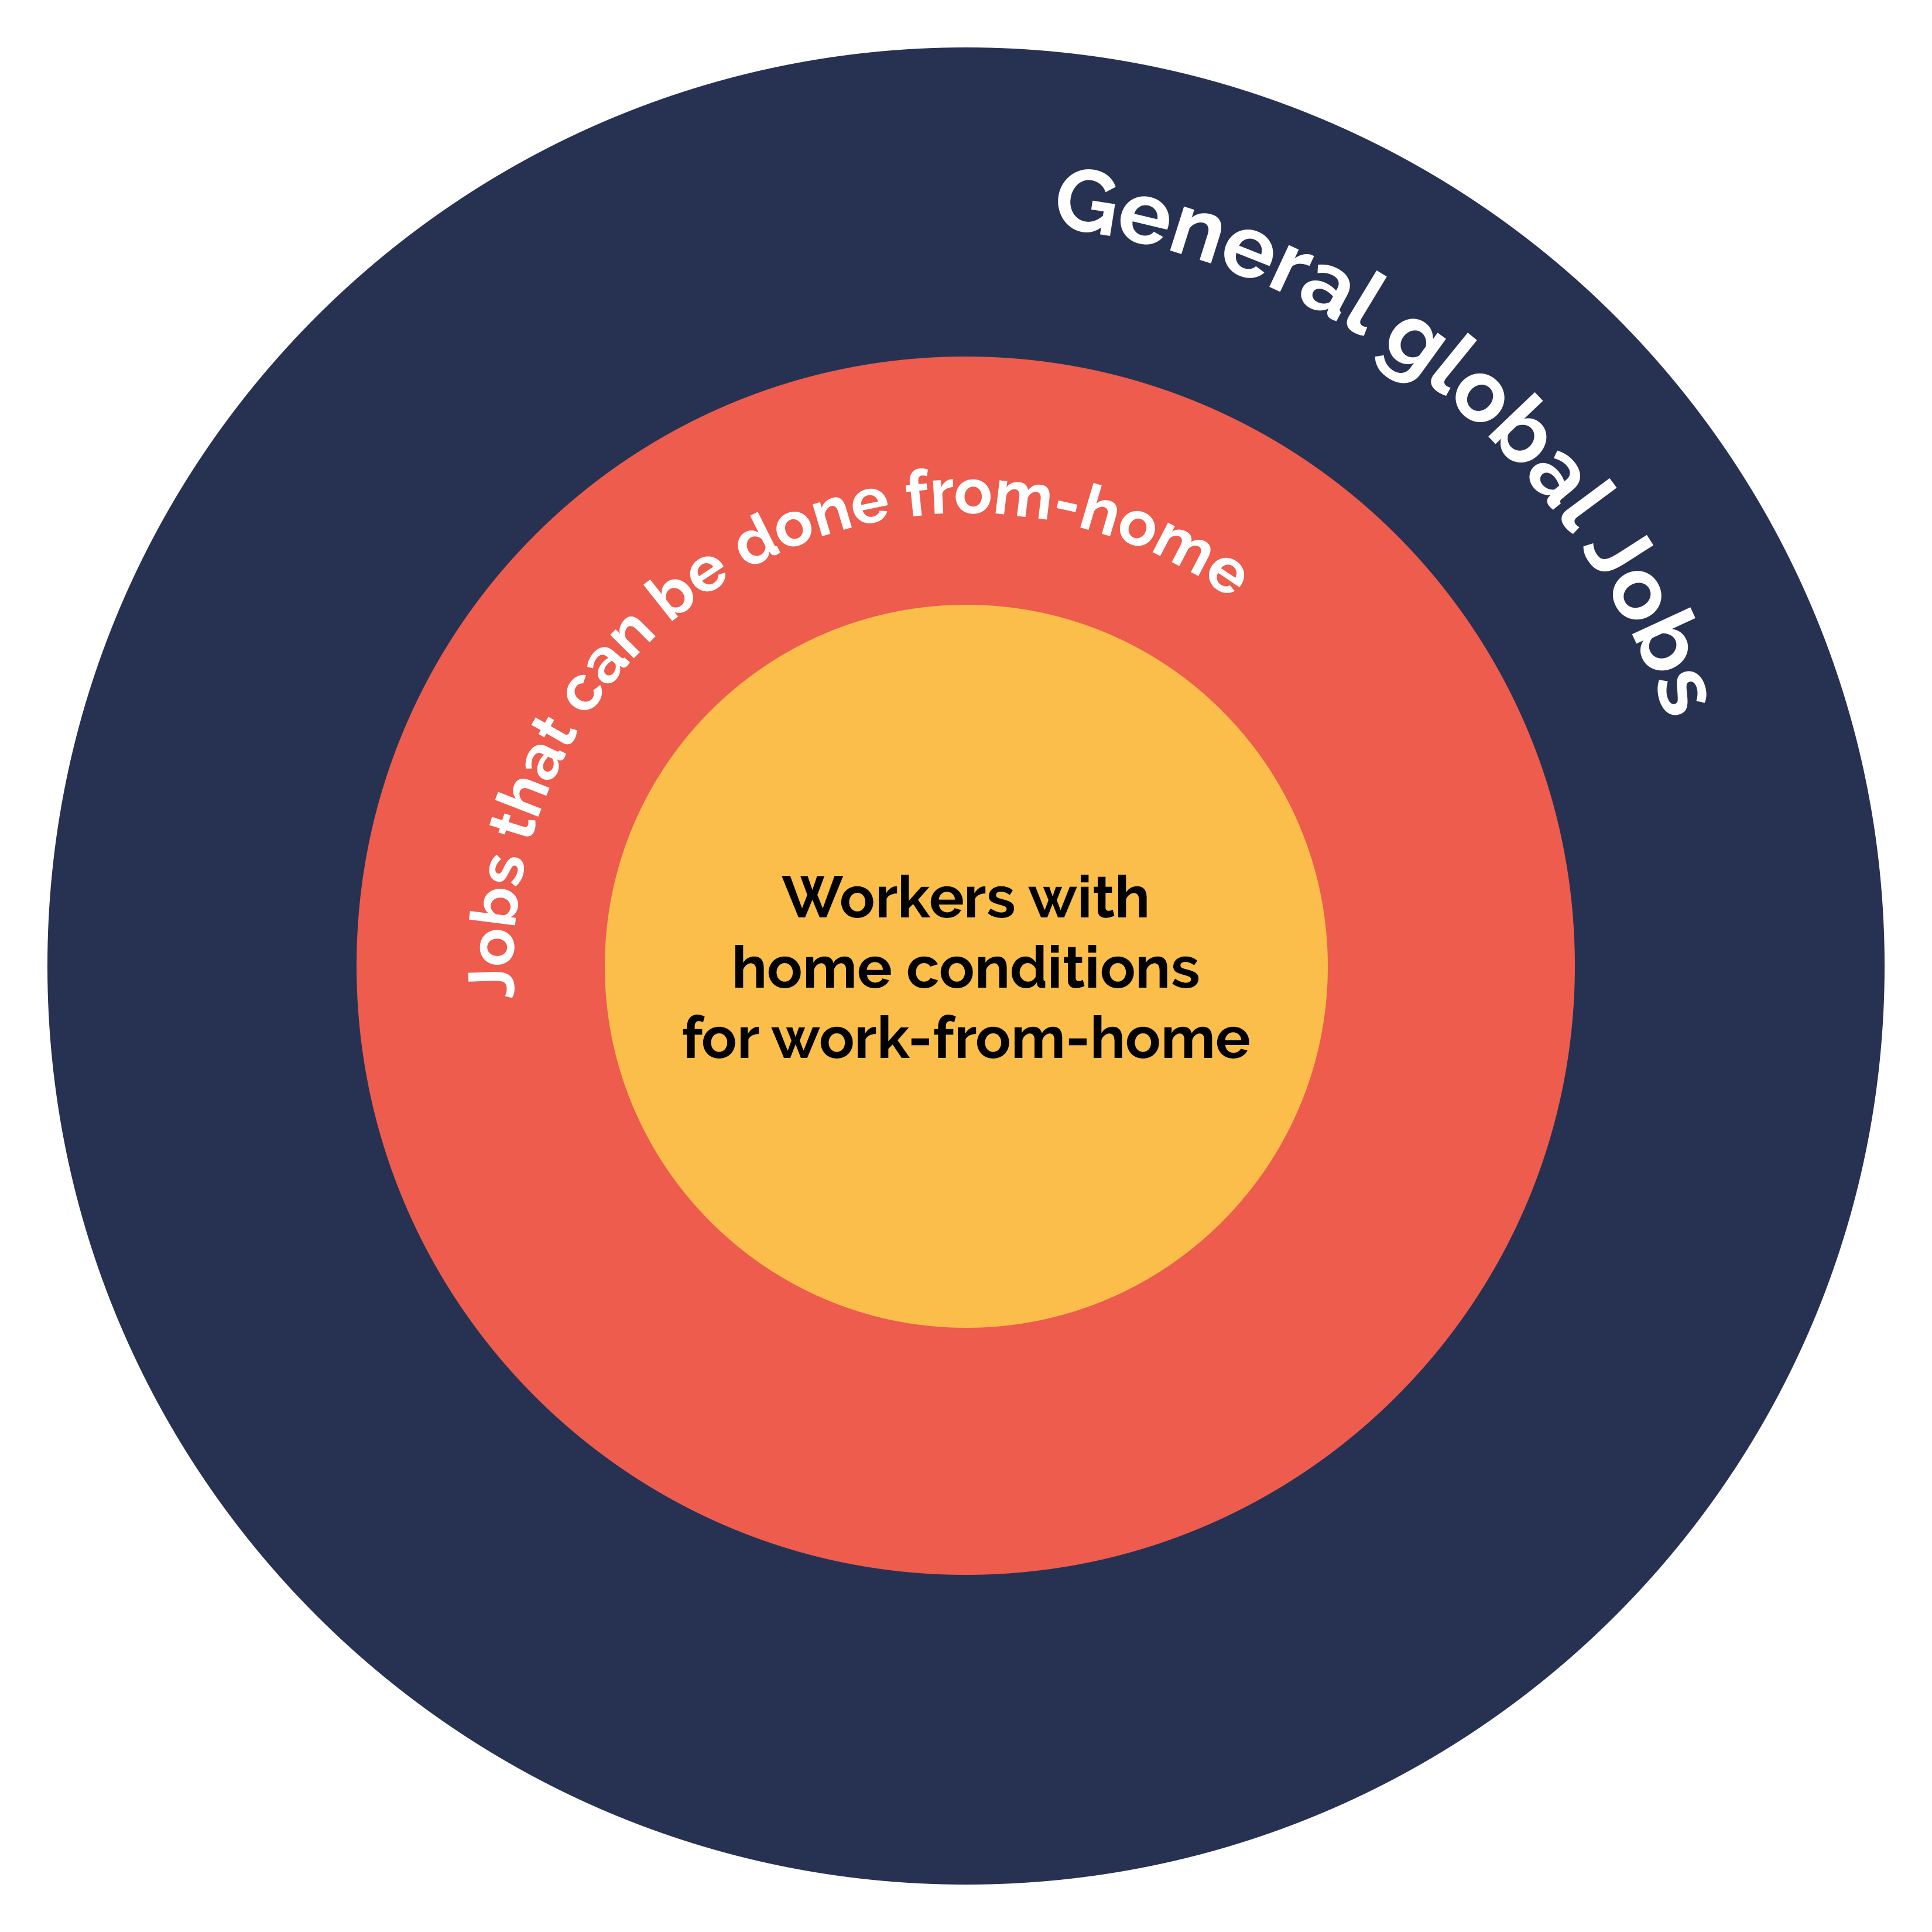 General global Jobs
Jobs that can be done from-home
Workers with
home conditions
for work-from-home